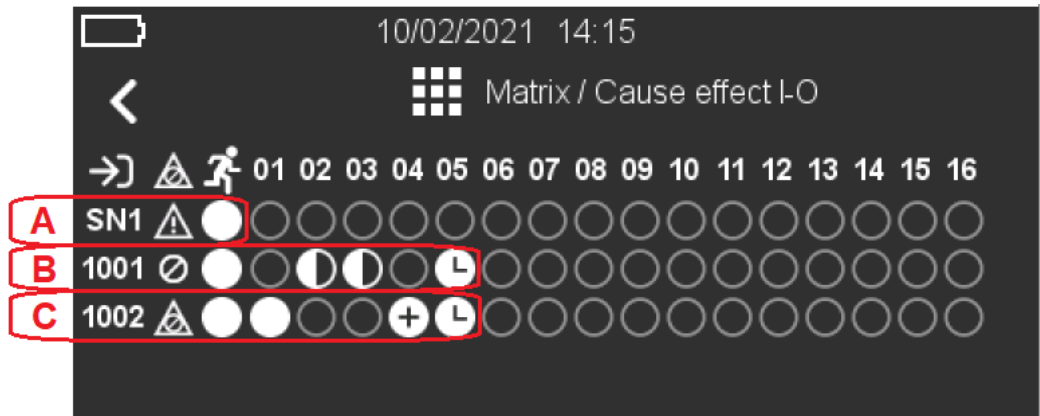 10/02/2021 14:15
Matrix / Cause effect I-O
01 02 03 04 05 06 07 08 09 10 11 12 13 14 15 16
A SN1
B 1001
C 1002